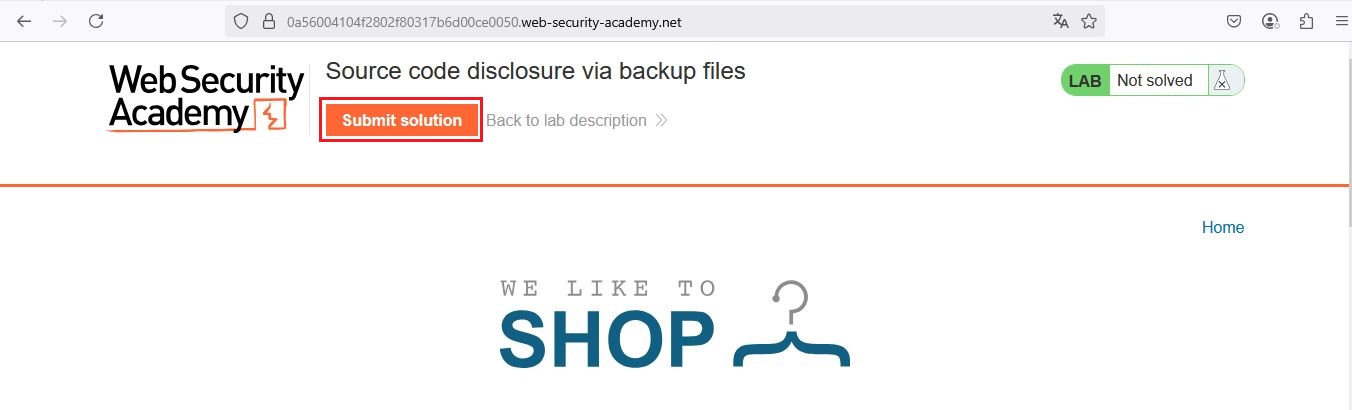 0a56004104f2802f80317b6d00ce0050.web-security-academy.net
Web Security
Academy
Source code disclosure via backup files
Submit solution
Back to lab description
LAB Not solved
Home
WE LIKE TO
SHOP